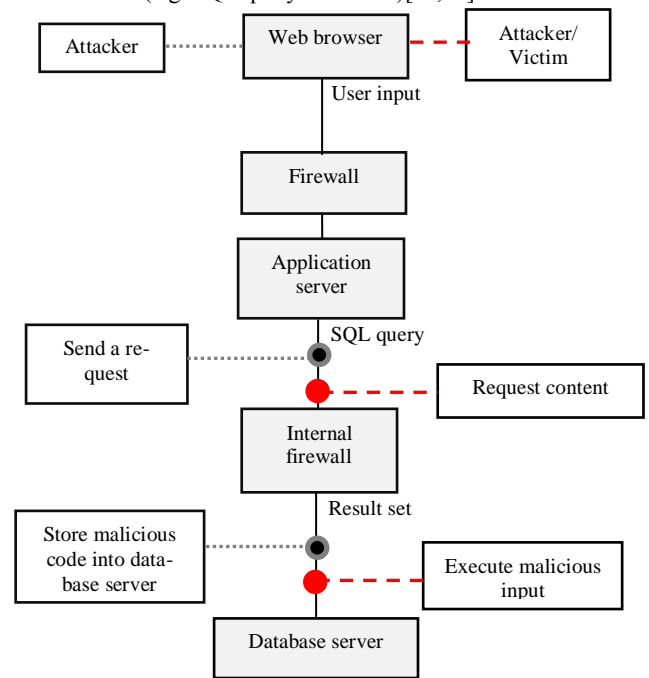 Web browser
Attacker
Attacker/
Victim
User input
Firewall
Application
server
SQL query
Send a re-
quest
Request content
Internal
firewall
Result set
Store malicious
code into data-
base server
Execute malicious
input
Database server